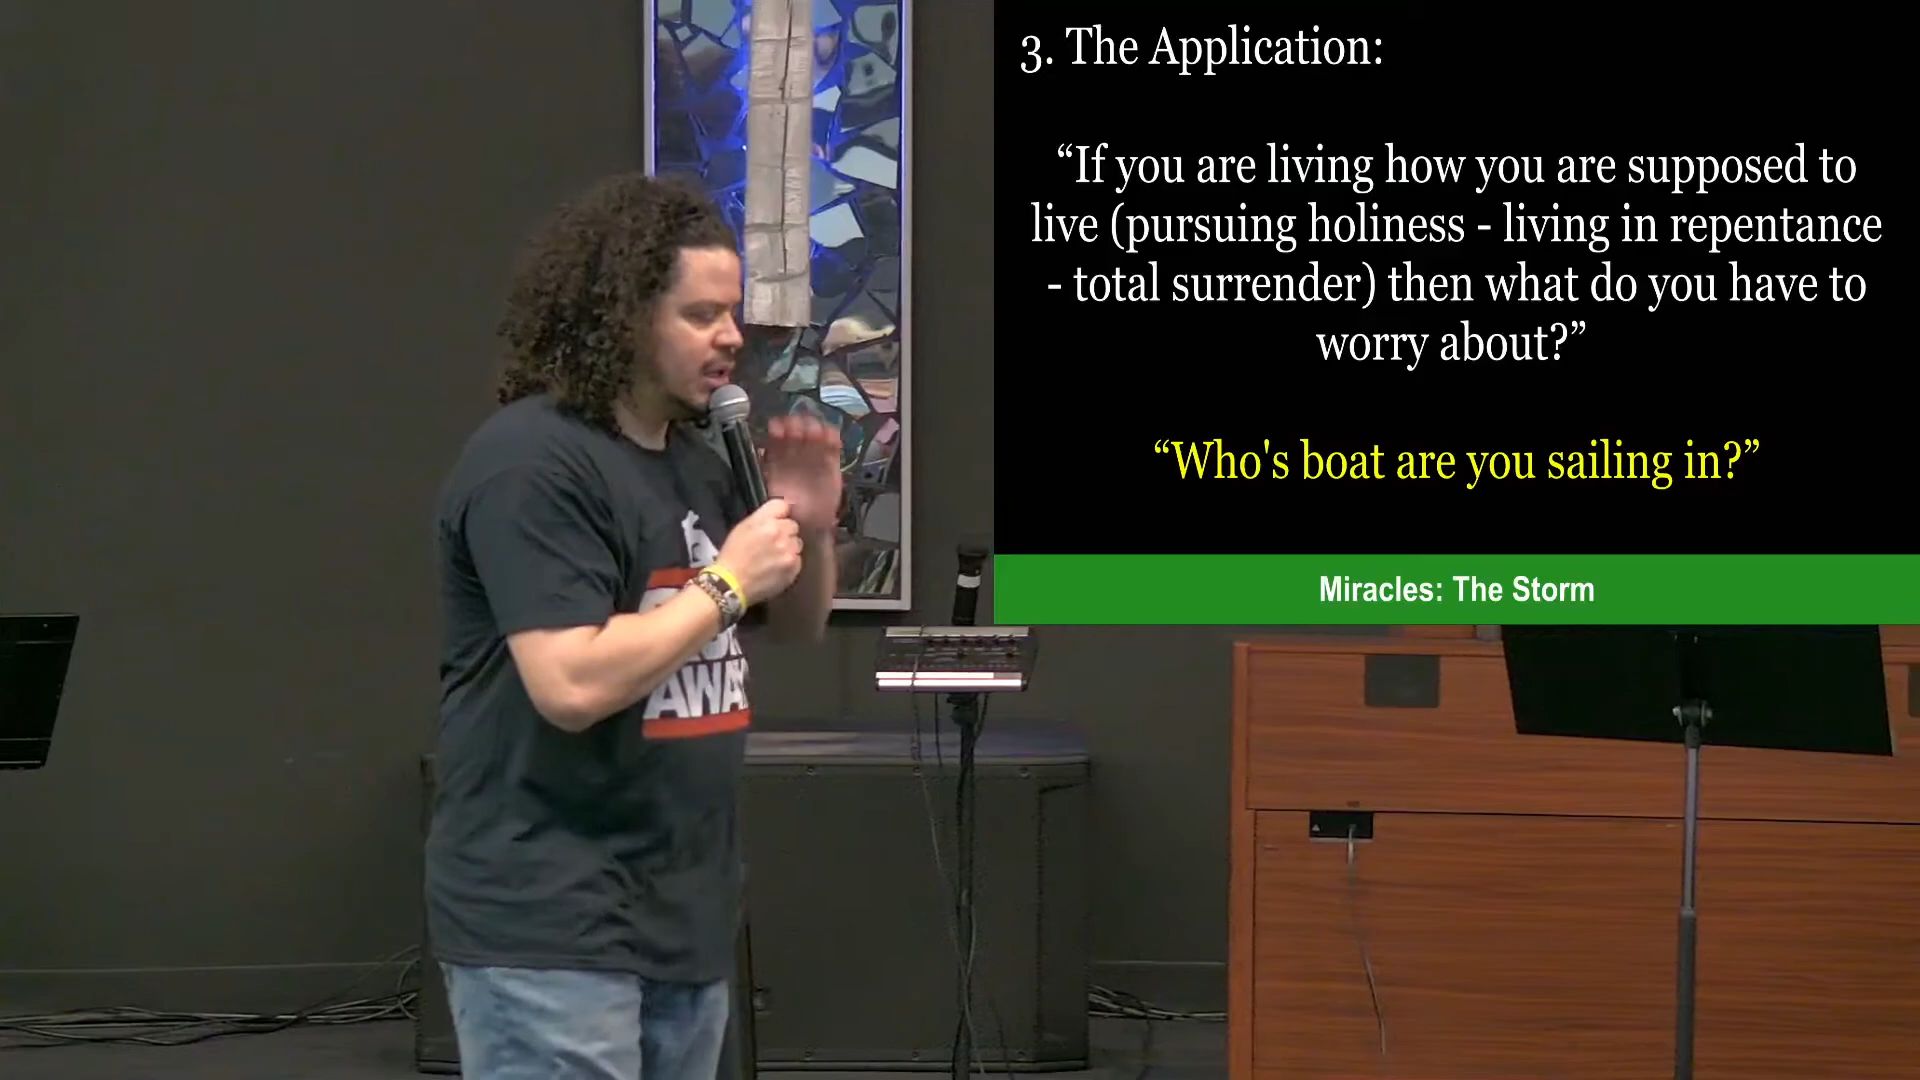 3. The Application:
“If you are living how you are supposed to
live (pursuing holiness - living in repentance
- total surrender) then what do you have to
worry about?”
“Who's boat are you sailing in?”
Miracles: The Storm
AWAY